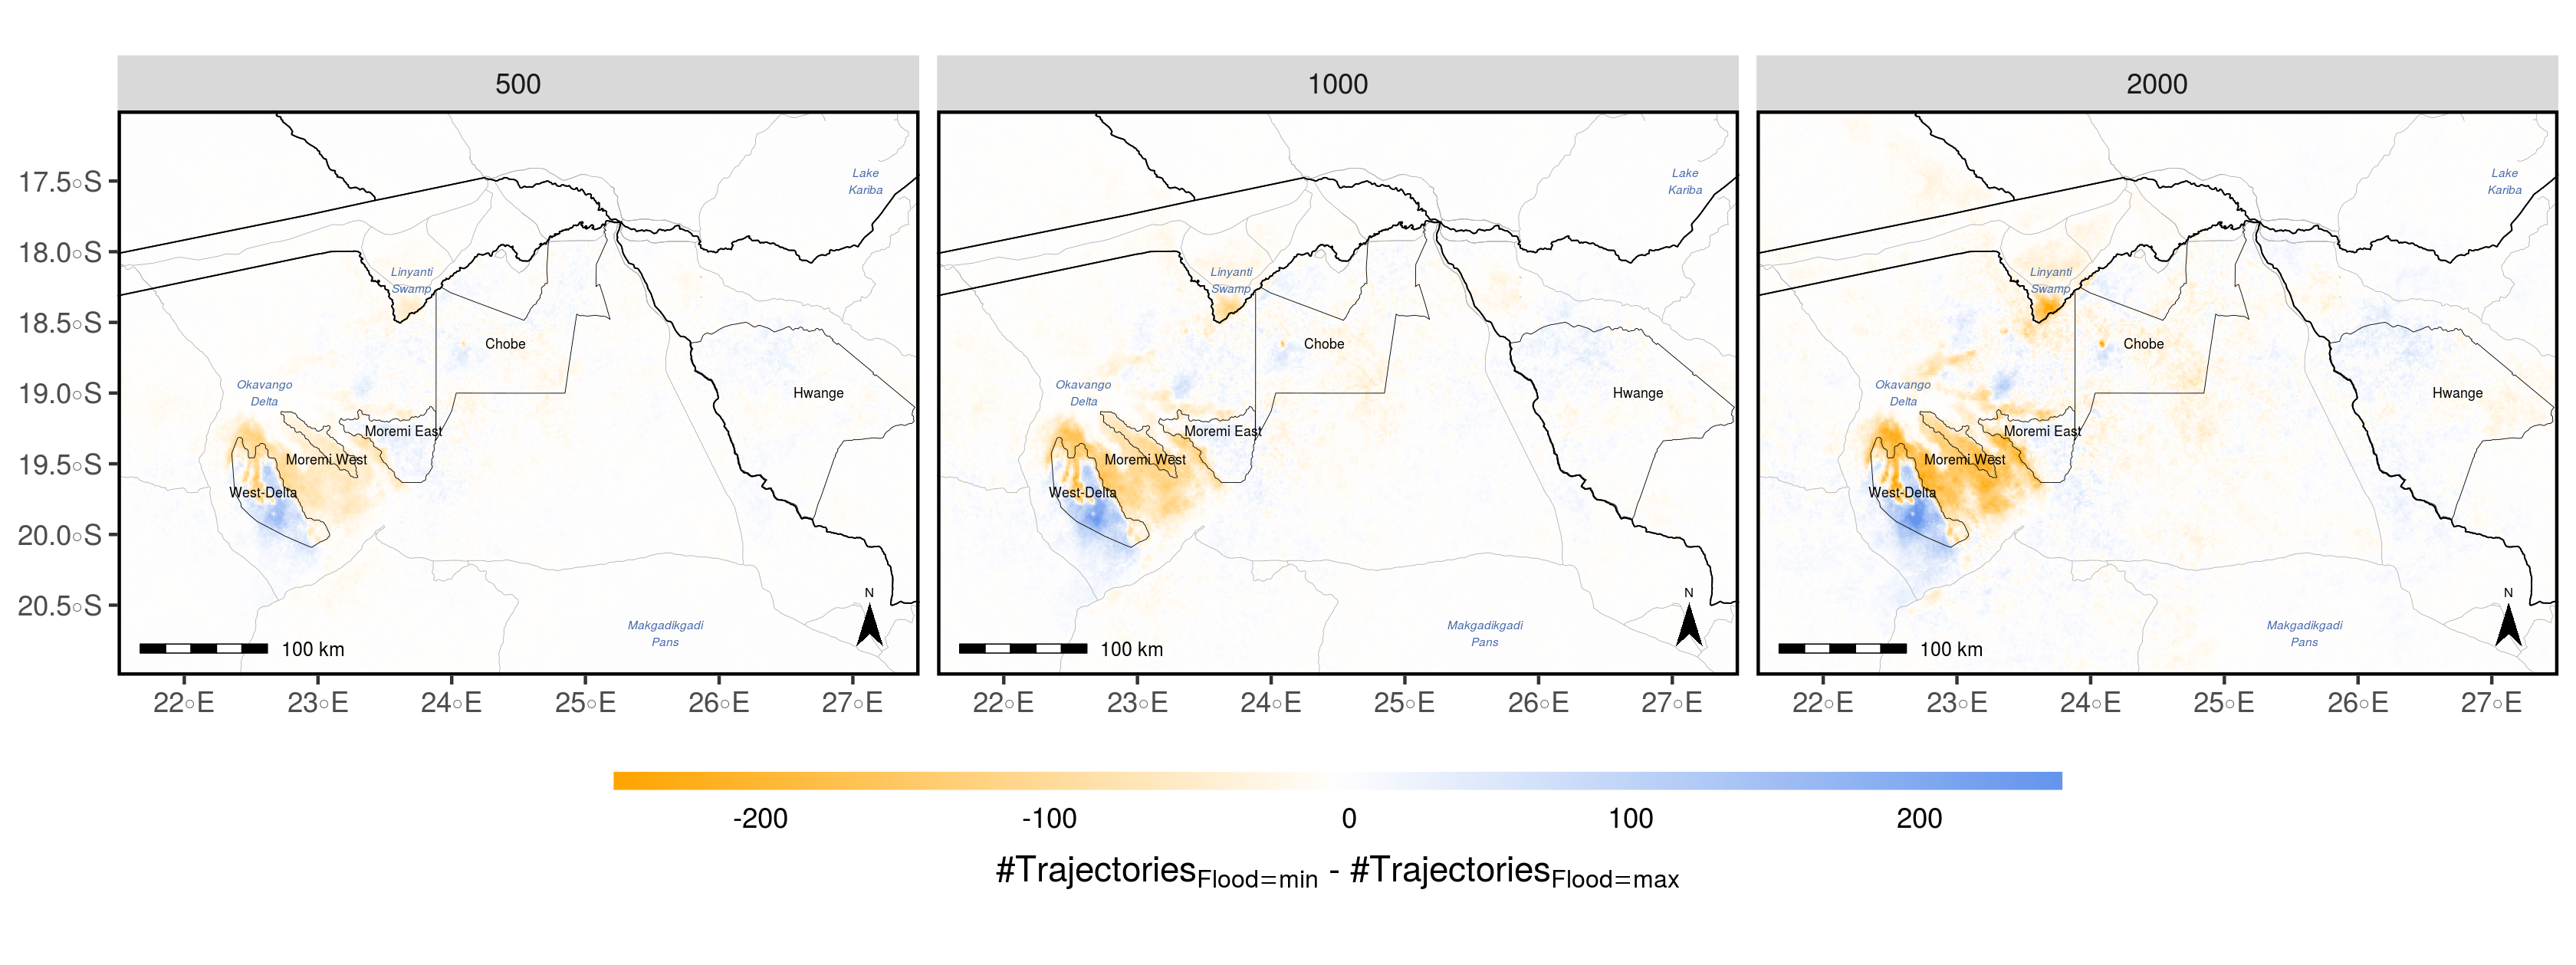 500
1000
2000
17.5°S
18.0°S
18.5°S
19.0°S
19.5°S
20.0°S
20.5°S
Lake
Kariba
Linyanti
Swamp
Chobe
Okavango
Delta
Hwange
Moremi East
Moremi West
West-Delta
N
Makgadikgadi
Pans
100 km
22°E
23°E
24°E
25°E
26°E
27°E
Lake
Kariba
Linyanti
Swamp
Chobe
Okavango
Delta
Hwange
Moremi East
Moremi West
West-Delta
N
Makgadikgadi
Pans
100 km
22°E
23°E
24°E
25°E
26°E
27°E
Lake
Kariba
Linyanti
Swamp
Chobe
Okavango
Delta
Hwange
Moremi East
Moremi West
West-Delta
N
Makgadikgadi
Pans
100 km
22°E
23°E
24°E
25°E
26°E
27°E
-200 -100 0 100 200
#Trajectories Flood=min - #Trajectories Flood=max